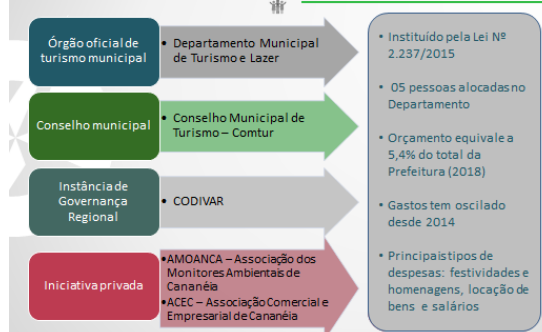 Órgão oficial de
turismo municipal
• Departamento Municipal
de Turismo e Lazer
Conselho municipal
• Conselho Municipal de
Turismo – Comtur
Instância de
Governança
Regional
• CODIVAR
Iniciativa privada
•AMOANCA – Associação dos
Monitores Ambientais de
Cananéia
•ACEC – Associação Comercial e
Empresarial de Cananéia
• Instituído pela Lei Nº
2.237/2015
• 05 pessoas alocadas no
Departamento
• Orçamento equivale a
5,4% do total da
Prefeitura (2018)
• Gastos tem oscilado
desde 2014
• Principais tipos de
despesas: festividades e
homenagens, locação de
bens e salários